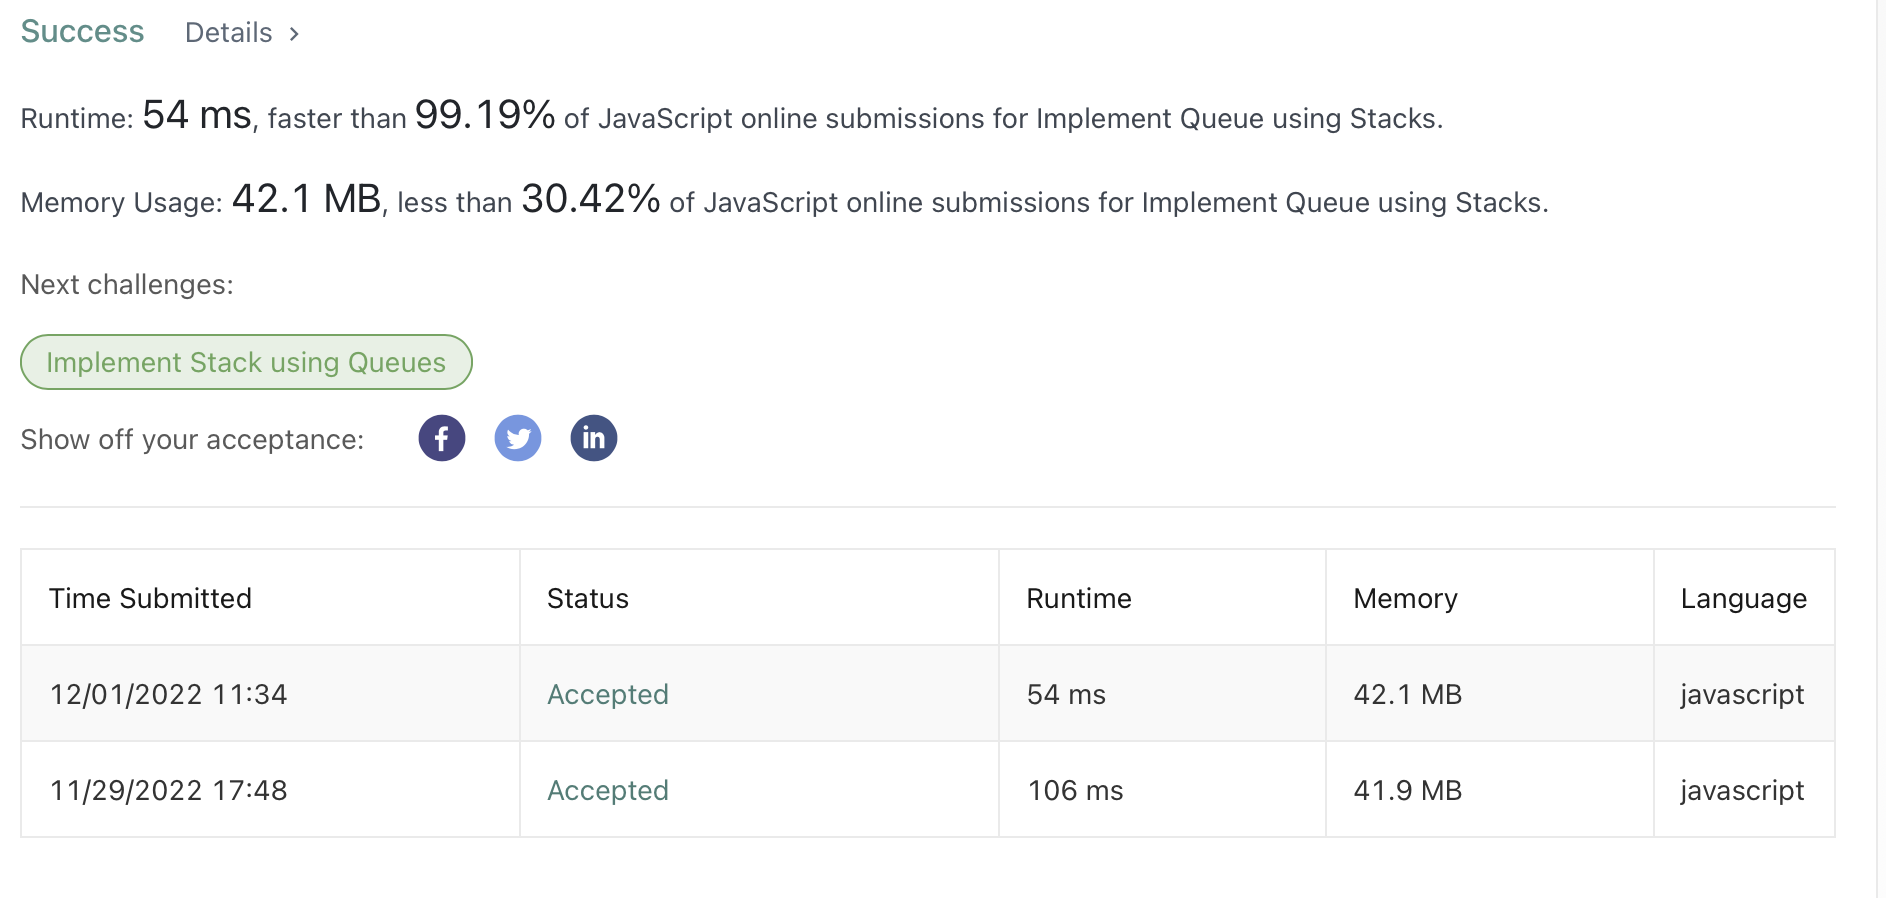 Success Details >
Runtime: 54 ms, faster than 99.19% of JavaScript online submissions for Implement Queue using Stacks.
Memory Usage: 42.1 MB, less than 30.42% of JavaScript online submissions for Implement Queue using Stacks.
Next challenges:
Implement Stack using Queues
Show off your acceptance: f in
Time Submitted Status Runtime Memory Language
12/01/2022 11:34 Accepted 54 ms 42.1 MB javascript
11/29/2022 17:48 Accepted 106 ms 41.9 MB javascript